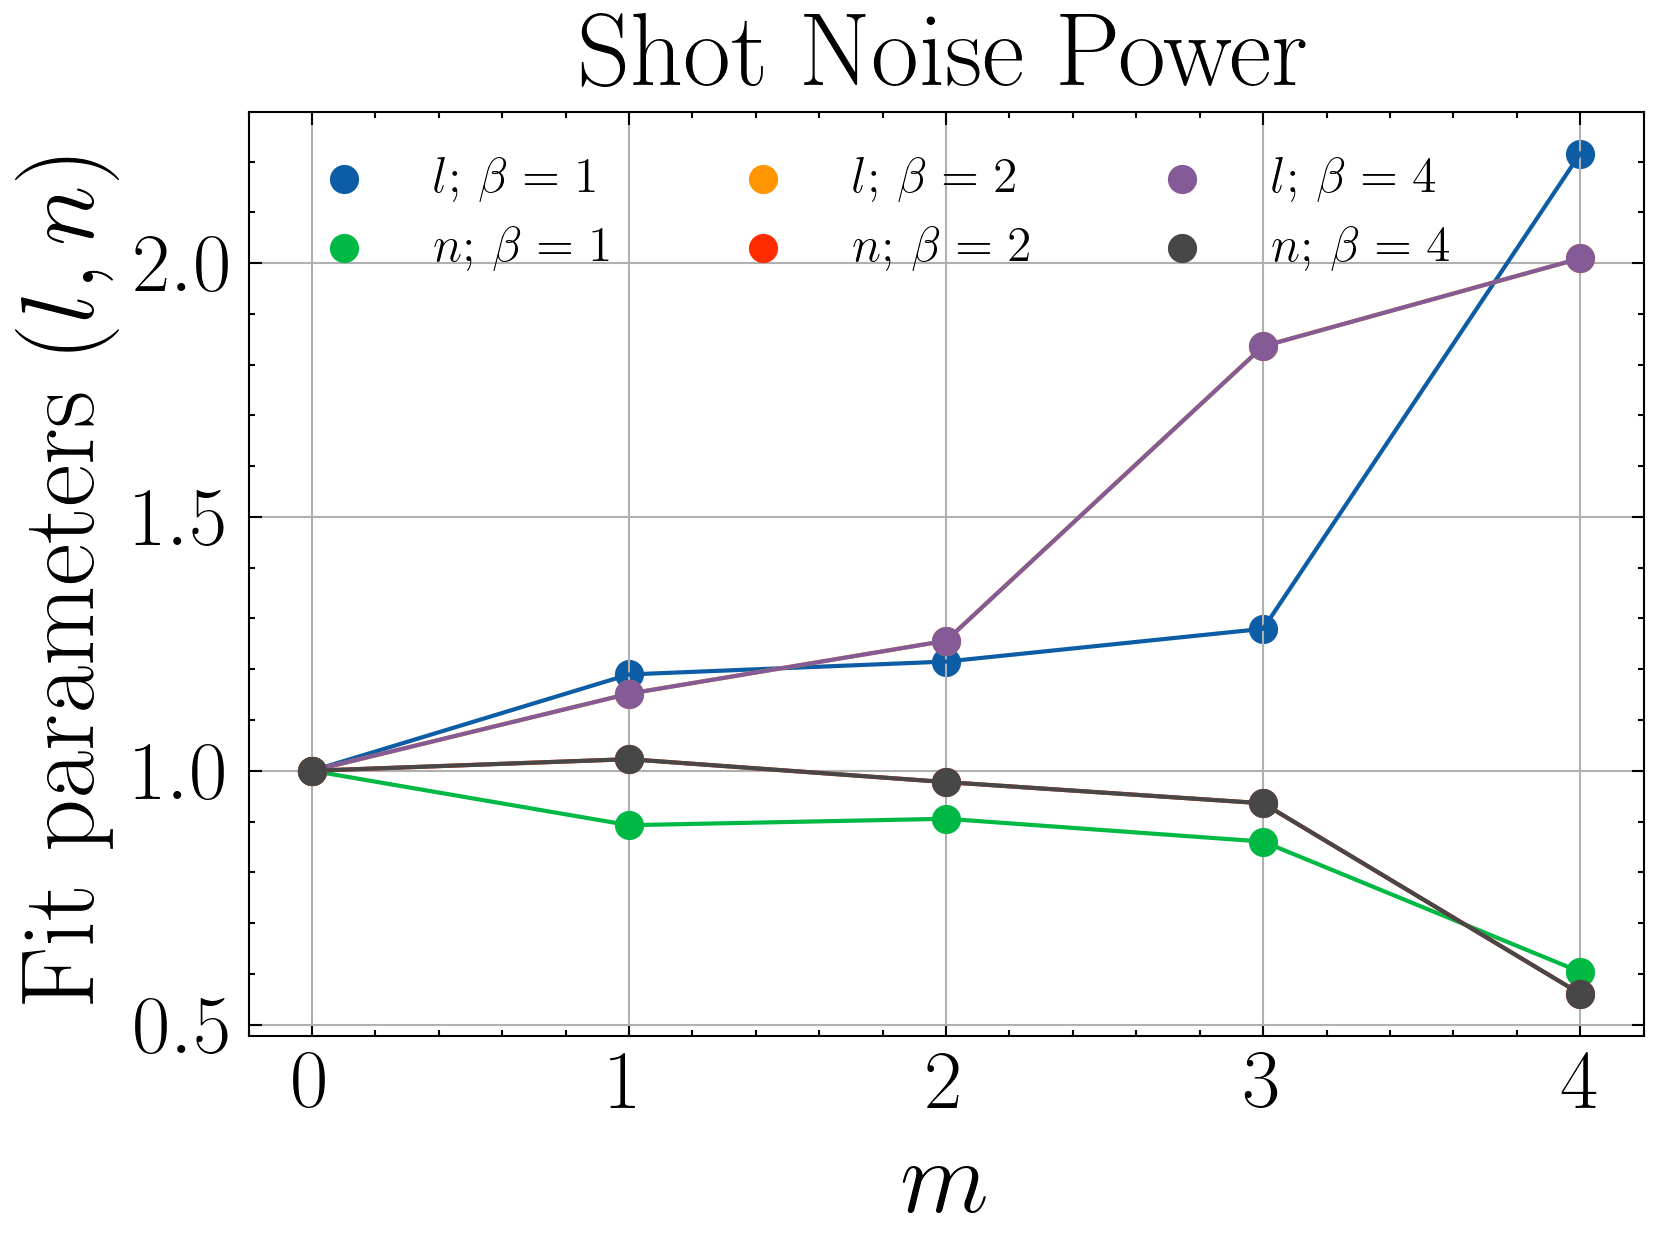 Shot Noise Power
Fit parameters (l, n)
l; β = 1
l; β = 2
l; β = 4
n; β = 1
n; β = 2
n; β = 4
2.0
1.5
1.0
0.5
0 1 2 3 4
m